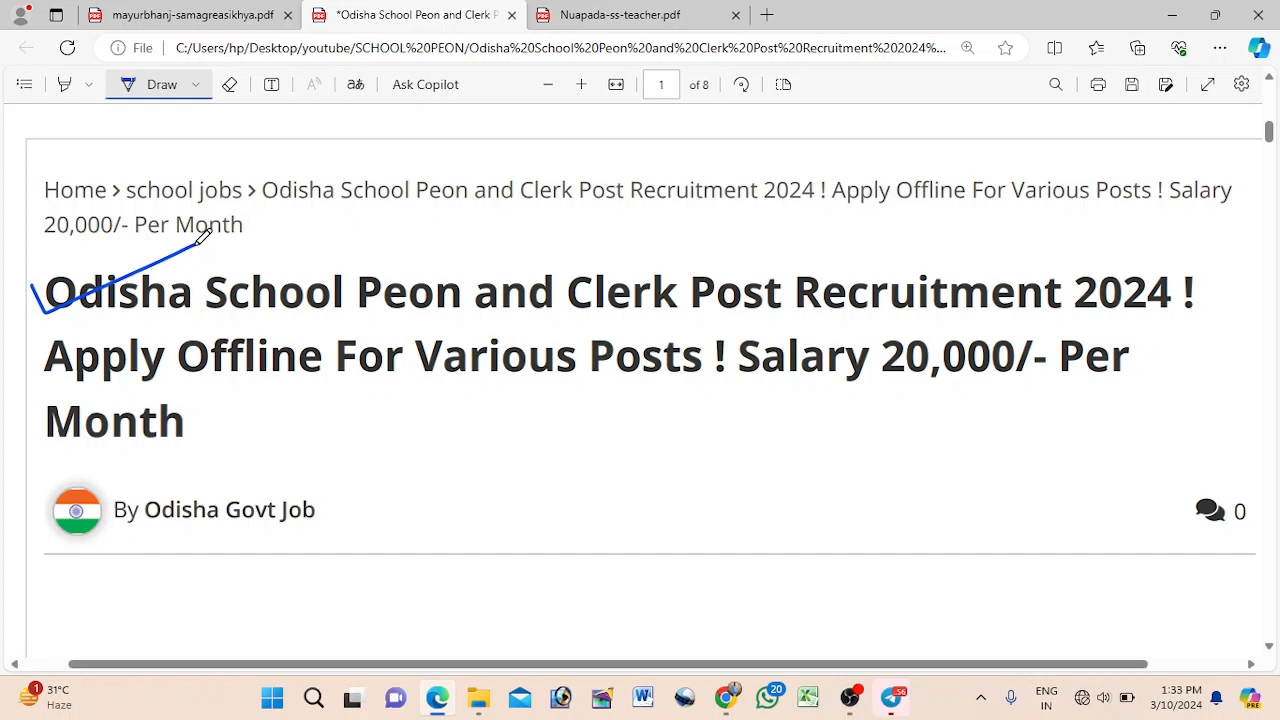 mayurbhanj-samagreasikhya.pdf
*Odisha School Peon and Clerk P
Nuapada-ss-teacher.pdf
File
C:/Users/hp/Desktop/youtube/SCHOOL%20PEON/Odisha%20School%20Peon%20and%20Clerk%20Post%20Recruitment%202024%...
Draw
Ask Copilot
1 of 8
Home > school jobs > Odisha School Peon and Clerk Post Recruitment 2024 ! Apply Offline For Various Posts ! Salary
20,000/- Per Month
Odisha School Peon and Clerk Post Recruitment 2024 !
Apply Offline For Various Posts ! Salary 20,000/- Per
Month
By Odisha Govt Job
0
1
31°C
Haze
20
56
ENG
IN
1:33 PM
3/10/2024
PRE